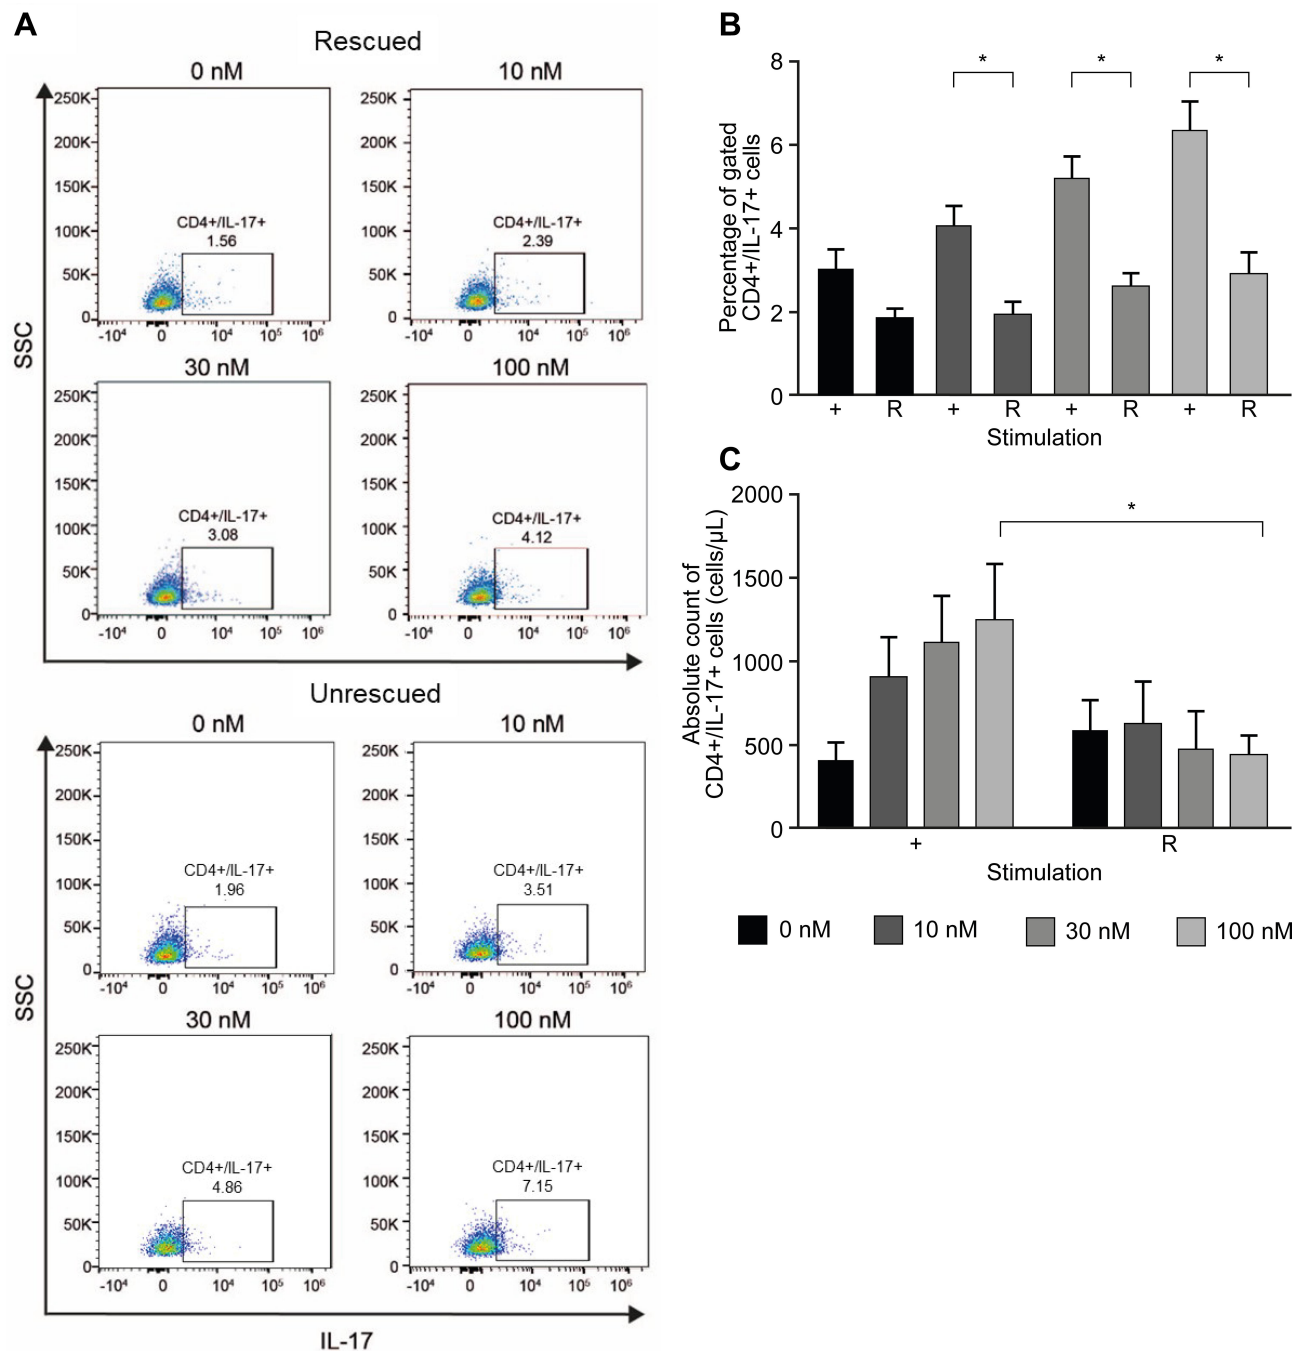 A
Rescued
0 nM
10 nM
250K
200K
150K
100K
50K
0
CD4+/IL-17+
1.56
-10⁴ 0 10⁴ 10⁵ 10⁶
250K
200K
150K
100K
50K
0
CD4+/IL-17+
2.39
-10⁴ 0 10⁴ 10⁵ 10⁶
SSC
30 nM
100 nM
250K
200K
150K
100K
50K
0
CD4+/IL-17+
3.08
-10⁴ 0 10⁴ 10⁵ 10⁶
250K
200K
150K
100K
50K
0
CD4+/IL-17+
4.12
-10⁴ 0 10⁴ 10⁵ 10⁶
Unrescued
0 nM
10 nM
250K
200K
150K
100K
50K
0
CD4+/IL-17+
1.96
-10⁴ 0 10⁴ 10⁵ 10⁶
250K
200K
150K
100K
50K
0
CD4+/IL-17+
3.51
-10⁴ 0 10⁴ 10⁵ 10⁶
SSC
30 nM
100 nM
250K
200K
150K
100K
50K
0
CD4+/IL-17+
4.86
-10⁴ 0 10⁴ 10⁵ 10⁶
250K
200K
150K
100K
50K
0
CD4+/IL-17+
7.15
-10⁴ 0 10⁴ 10⁵ 10⁶
IL-17
B
Percentage of gated
CD4+/IL-17+ cells
8
6
4
2
0
* * *
+ R + R + R + R
Stimulation
C
Absolute count of
CD4+/IL-17+ cells (cells/µL)
2000
1500
1000
500
0
*
+ R
Stimulation
0 nM 10 nM 30 nM 100 nM